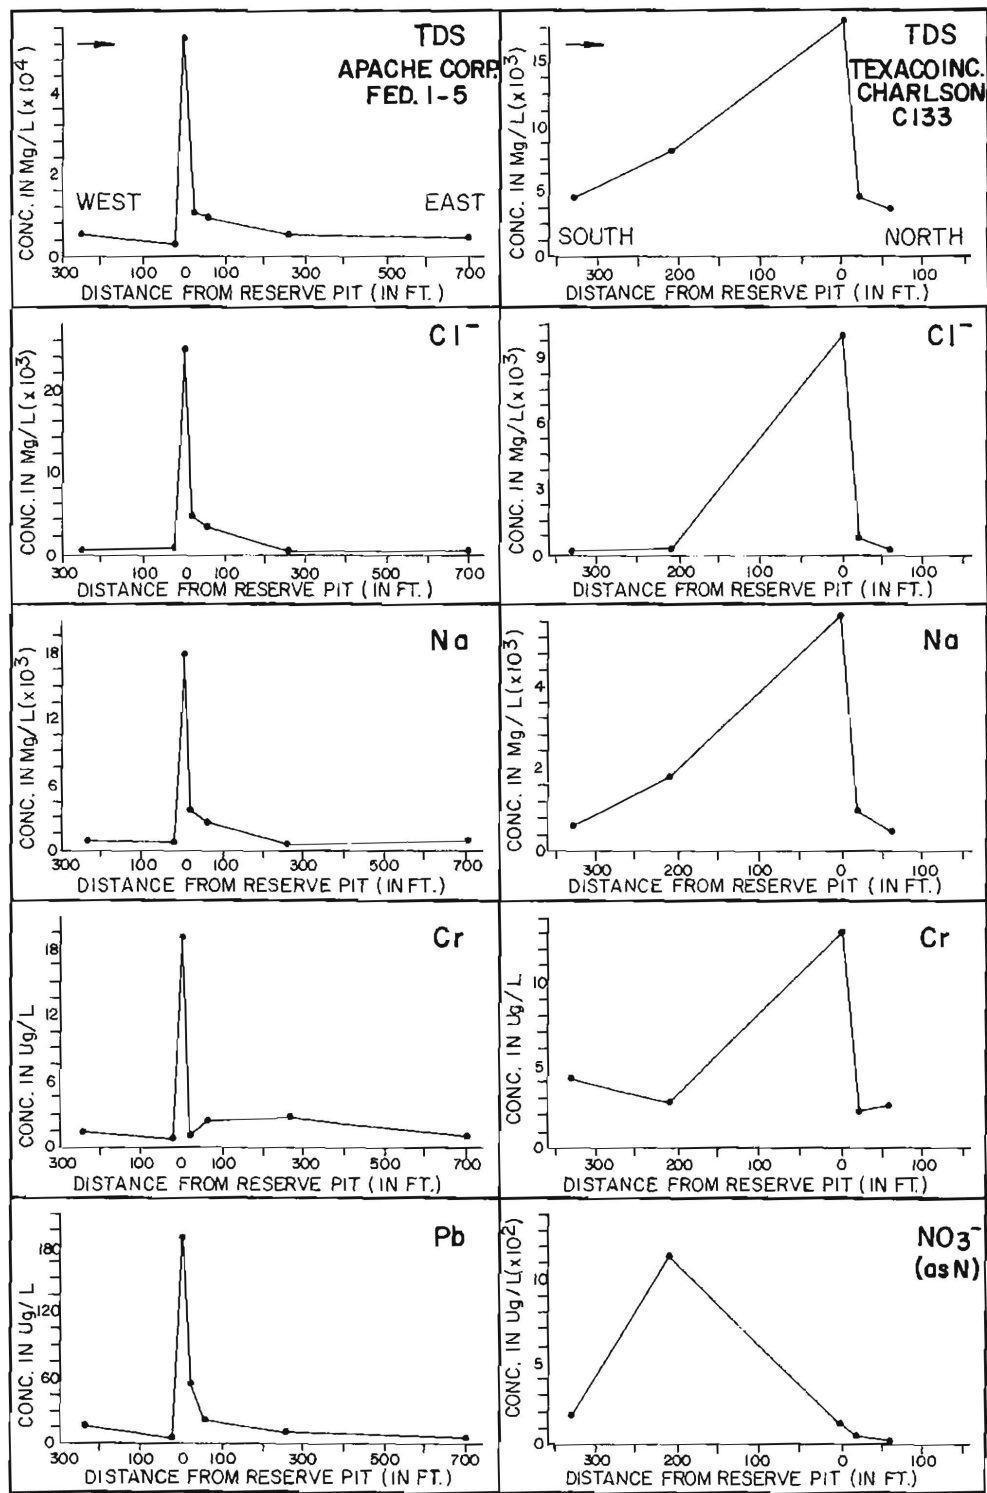 TDS
APACHE CORP.
FED. 1-5
CONC. IN Mg/L (x10⁴)
4
2
0
WEST
EAST
300 100 0 100 300 500 700
DISTANCE FROM RESERVE PIT (IN FT.)
TDS
TEXACO INC.
CHARLSON
C133
CONC. IN Mg/L (x10³)
15
10
5
0
SOUTH
NORTH
300 200 100 0 100
DISTANCE FROM RESERVE PIT (IN FT.)
Cl⁻
CONC. IN Mg/L (x10³)
20
10
0
300 100 0 100 300 500 700
DISTANCE FROM RESERVE PIT (IN FT.)
Cl⁻
CONC. IN Mg/L (x10³)
9
6
3
0
300 200 100 0 100
DISTANCE FROM RESERVE PIT (IN FT.)
Na
CONC. IN Mg/L (x10³)
18
12
6
0
300 100 0 100 300 500 700
DISTANCE FROM RESERVE PIT (IN FT.)
Na
CONC. IN Mg/L (x10³)
4
2
0
300 200 100 0 100
DISTANCE FROM RESERVE PIT (IN FT.)
Cr
CONC. IN Ug/L
18
12
6
0
300 100 0 100 300 500 700
DISTANCE FROM RESERVE PIT (IN FT.)
Cr
CONC. IN Ug/L
10
5
0
300 200 100 0 100
DISTANCE FROM RESERVE PIT (IN FT.)
Pb
CONC. IN Ug/L
180
120
60
0
300 100 0 100 300 500 700
DISTANCE FROM RESERVE PIT (IN FT.)
NO₃⁻
(as N)
CONC. IN Ug/L (x10²)
10
5
0
300 200 100 0 100
DISTANCE FROM RESERVE PIT (IN FT.)